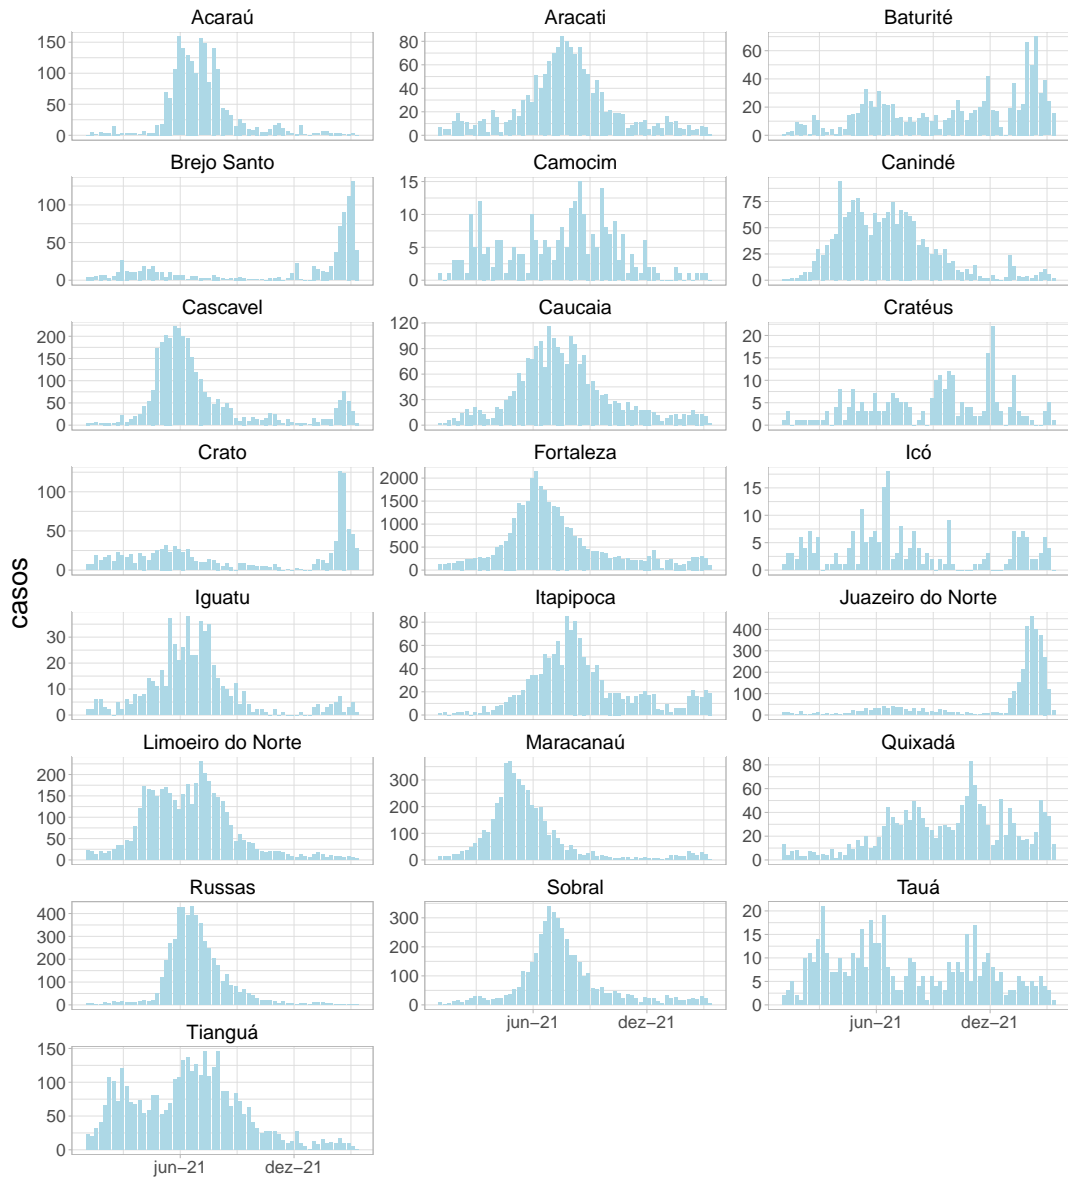 Acaraú Aracati Baturité
150 80 60
100 60 40
50 40 20
0 20 0
0
Brejo Santo Camocim Canindé
100 15 75
50 10 50
0 5 25
0 0
Cascavel Caucaia Cratéus
200 120 20
150 90 15
100 60 10
50 30 5
0 0 0
Crato Fortaleza Icó
100 2000 15
50 1500 10
0 1000 5
500 0
0
Iguatu Itapipoca Juazeiro do Norte
30 80 400
20 60 300
10 40 200
0 20 100
0 0
Limoeiro do Norte Maracanaú Quixadá
200 300 80
150 200 60
100 100 40
50 0 20
0 0
Russas Sobral Tauá
400 300 20
300 200 15
200 100 10
100 0 5
0 0
jun−21 dez−21 jun−21 dez−21
Tianguá
150
100
50
0
jun−21 dez−21
casos